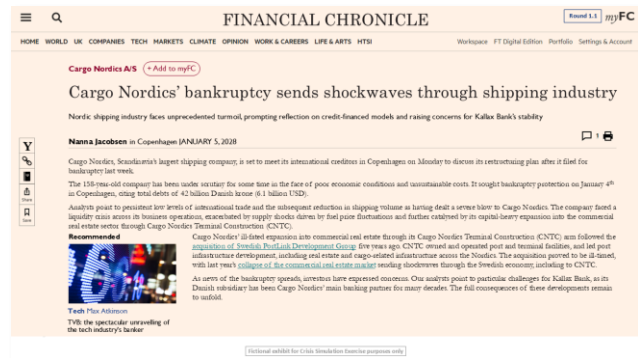 FINANCIAL CHRONICLE
Round 1.1
myFC
HOME WORLD UK COMPANIES TECH MARKETS CLIMATE OPINION WORK & CAREERS LIFE & ARTS HTSI
Workspace FT Digital Edition Portfolio Settings & Account
Cargo Nordics A/S
+ Add to myFC
Cargo Nordics' bankruptcy sends shockwaves through shipping industry
Nordic shipping industry faces unprecedented turmoil, prompting reflection on credit-financed models and raising concerns for Kallax Bank's stability
Nanna Jacobsen in Copenhagen JANUARY 5, 2028
1
Y
Share
Save
Cargo Nordics, Scandinavia's largest shipping company, is set to meet its international creditors in Copenhagen on Monday to discuss its restructuring plan after it filed for
bankruptcy last week.
The 158-year-old company has been under scrutiny for some time in the face of poor economic conditions and unsustainable costs. It sought bankruptcy protection on January 4th
in Copenhagen, citing total debts of 42 billion Danish krone (6.1 billion USD).
Analysts point to persistent low levels of international trade and the subsequent reduction in shipping volume as having dealt a severe blow to Cargo Nordics. The company faced a
liquidity crisis across its business operations, exacerbated by supply shocks driven by fuel price fluctuations and further catalysed by its capital-heavy expansion into the commercial
real estate sector through Cargo Nordics Terminal Construction (CNTC).
Recommended
Cargo Nordics' ill-fated expansion into commercial real estate through its Cargo Nordics Terminal Construction (CNTC) arm followed the
acquisition of Swedish PostLink Development Group five years ago. CNTC owned and operated port and terminal facilities, and led post
infrastructure development, including real estate and cargo-related infrastructure across the Nordics. The acquisition proved to be ill-timed,
with last year's collapse of the commercial real estate market sending shockwaves through the Swedish economy, including to CNTC.
As news of the bankruptcy spreads, investors have expressed concerns. Our analysts point to particular challenges for Kallax Bank, as its
Danish subsidiary has been Cargo Nordics' main banking partner for many decades. The full consequences of these developments remain
to unfold.
Tech Max Atkinson
TVB: the spectacular unravelling of
the tech industry's banker
Fictional exhibit for Crisis Simulation Exercise purposes only